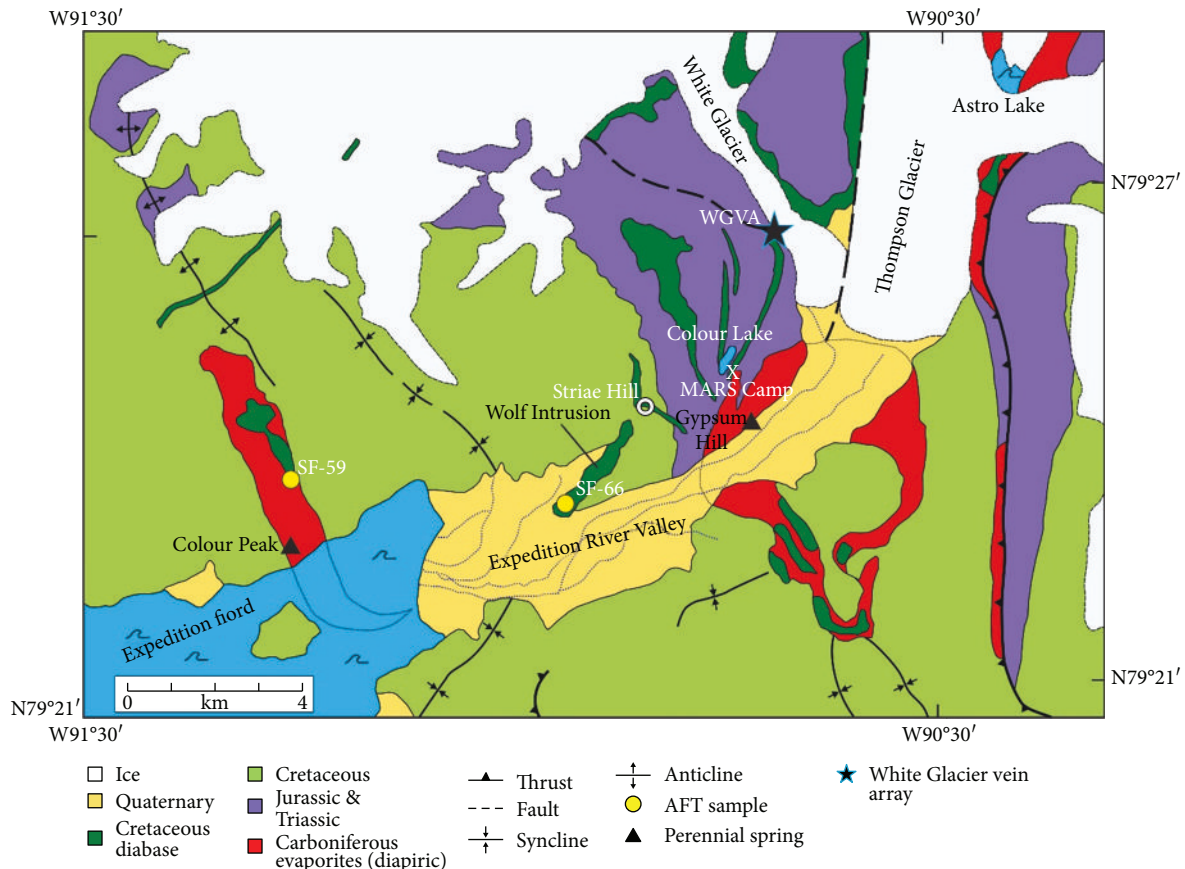 W91°30′
W90°30′
White Glacier
Astro Lake
Thompson Glacier
N79°27′
WGVA
Colour Lake
X
MARS Camp
Striae Hill
Wolf Intrusion
Gypsum
Hill
SF-59
SF-66
Colour Peak
Expedition River Valley
Expedition fiord
0
km
4
N79°21′
N79°21′
W91°30′
W90°30′
Ice
Quaternary
Cretaceous
diabase
Cretaceous
Jurassic &
Triassic
Carboniferous
evaporites (diapiric)
Thrust
Fault
Syncline
Anticline
AFT sample
Perennial spring
White Glacier vein
array